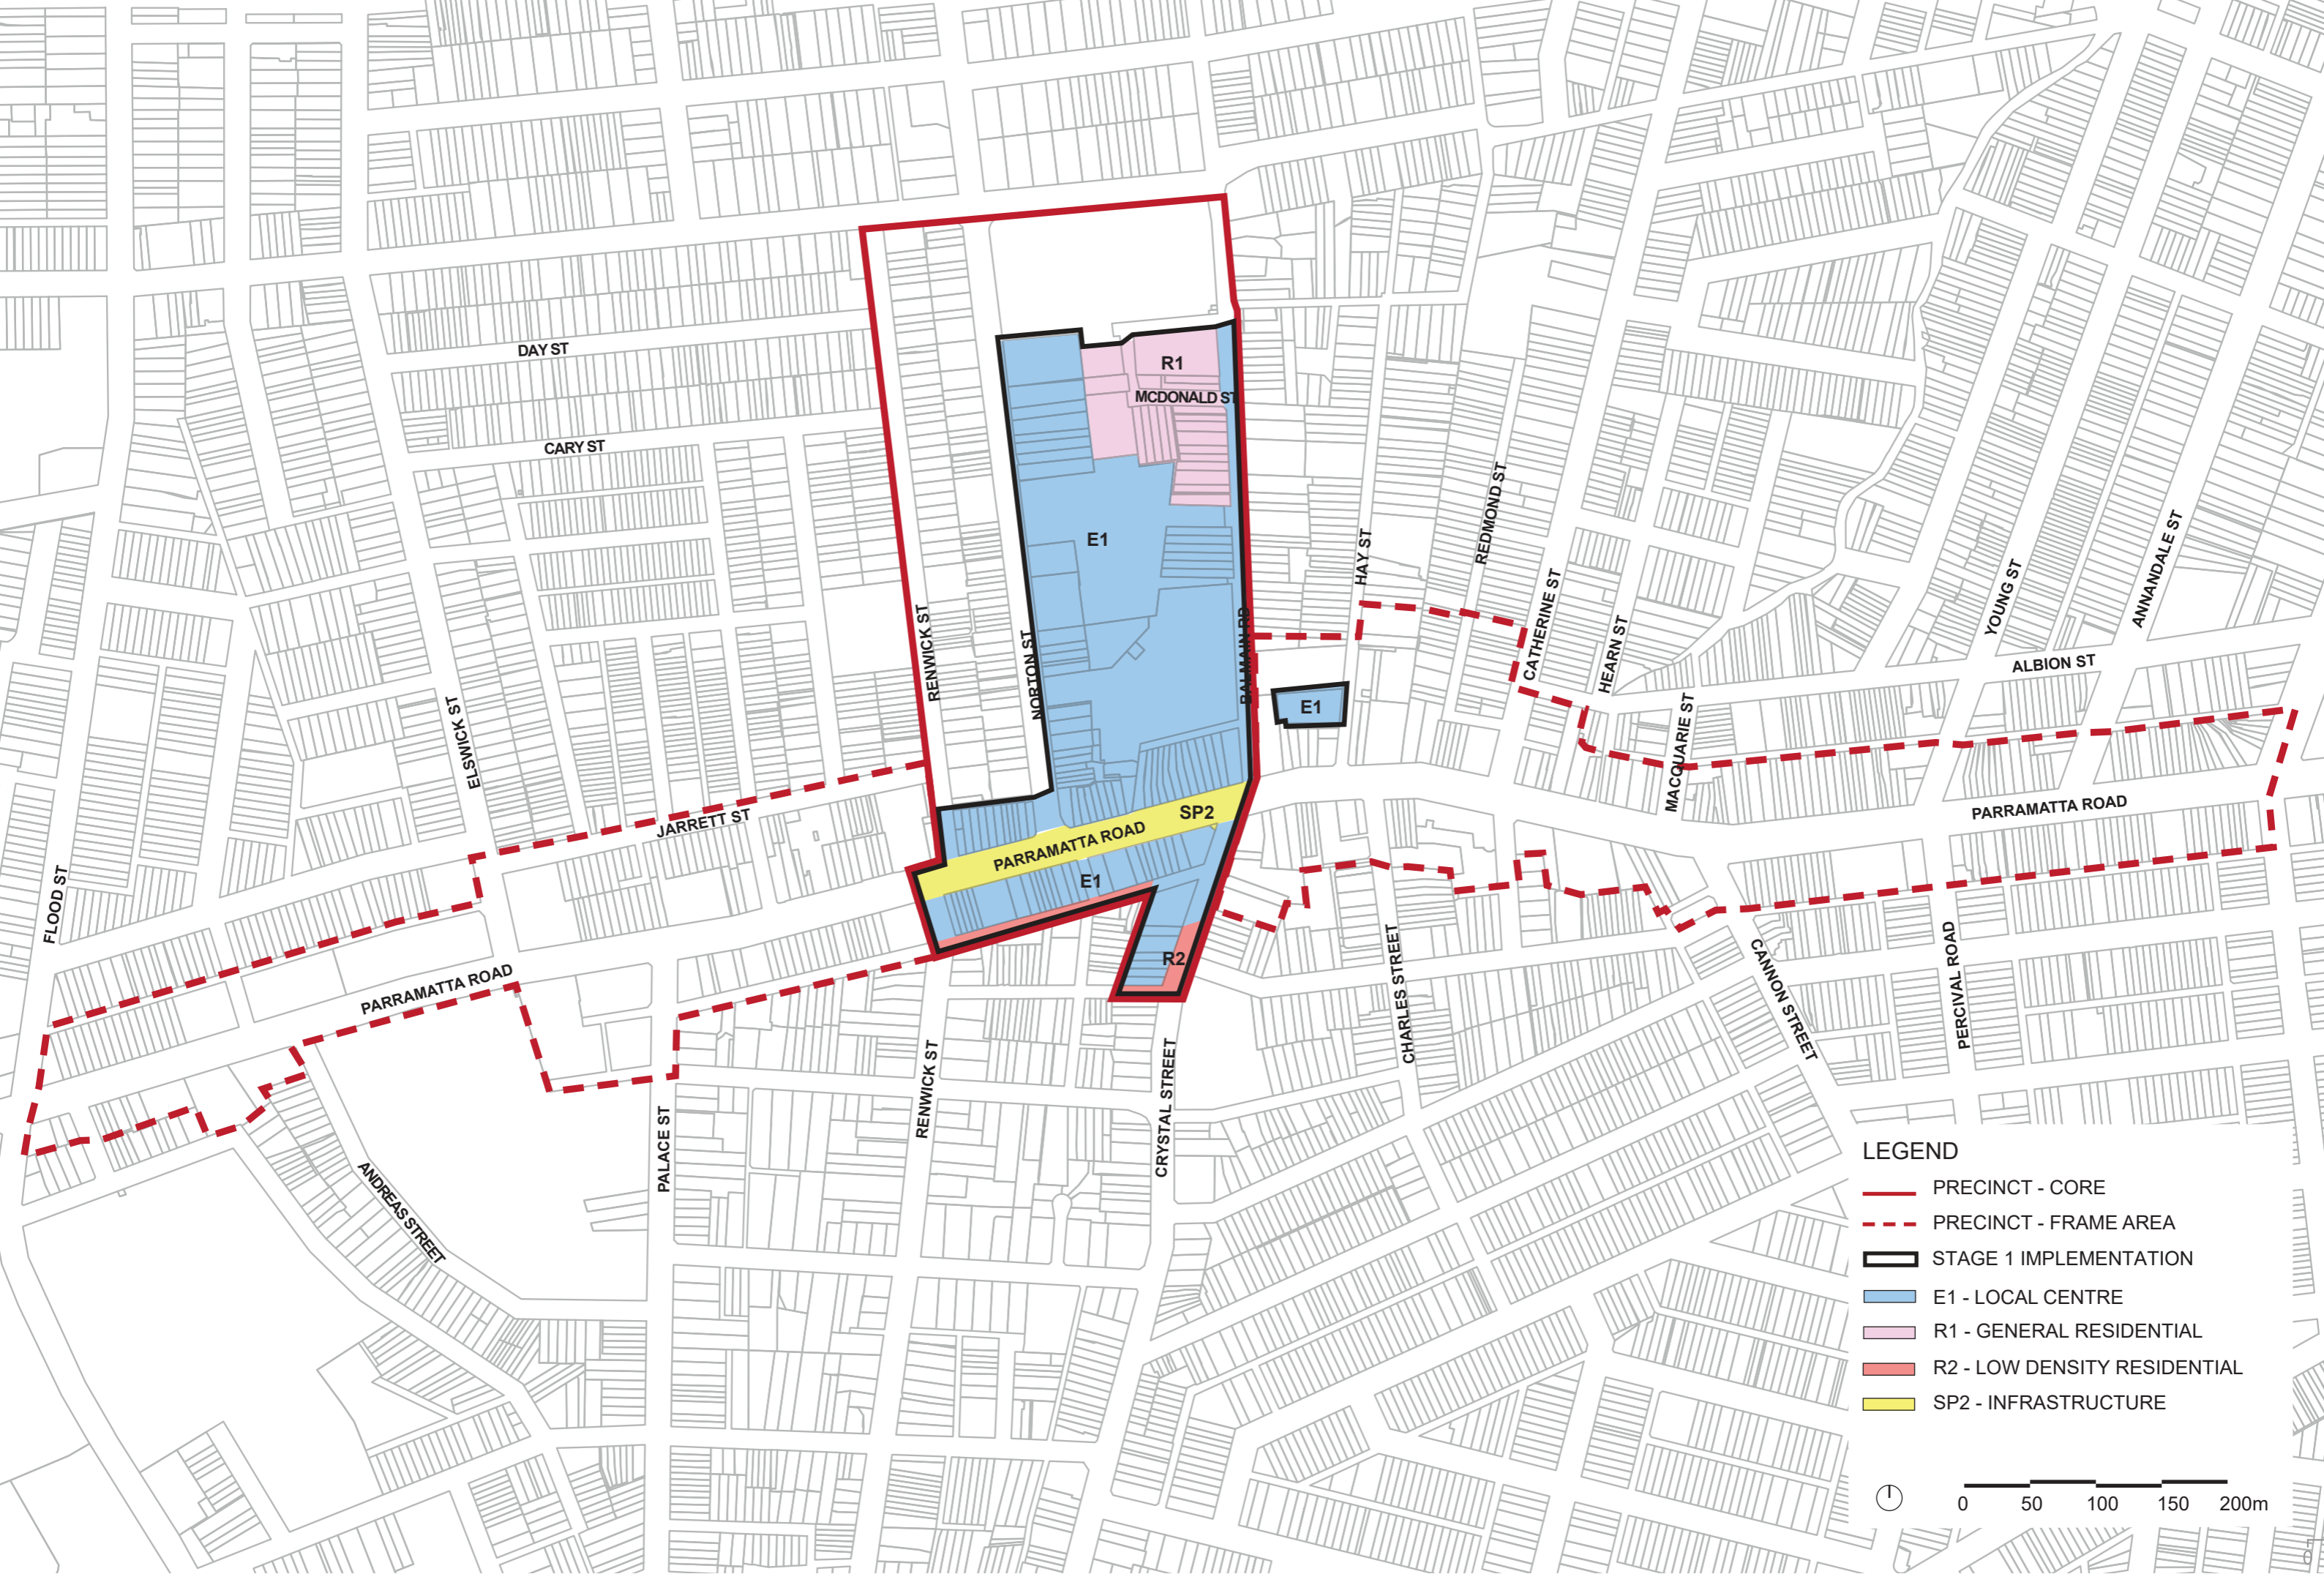 DAY ST
R1
MCDONALD ST
CARY ST
E1
REDMOND ST
HAY ST
ANNANDALE ST
YOUNG ST
CATHERINE ST
HEARN ST
RENWICK ST
NORTON ST
BALMAIN RD
ALBION ST
E1
MACQUARIE ST
ELSWICK ST
JARRETT ST
SP2
PARRAMATTA ROAD
PARRAMATTA ROAD
E1
FLOOD ST
R2
PARRAMATTA ROAD
CHARLES STREET
CANNON STREET
PERCIVAL ROAD
RENWICK ST
CRYSTAL STREET
PALACE ST
ANDREAS STREET
LEGEND
PRECINCT - CORE
PRECINCT - FRAME AREA
STAGE 1 IMPLEMENTATION
E1 - LOCAL CENTRE
R1 - GENERAL RESIDENTIAL
R2 - LOW DENSITY RESIDENTIAL
SP2 - INFRASTRUCTURE
0 50 100 150 200m